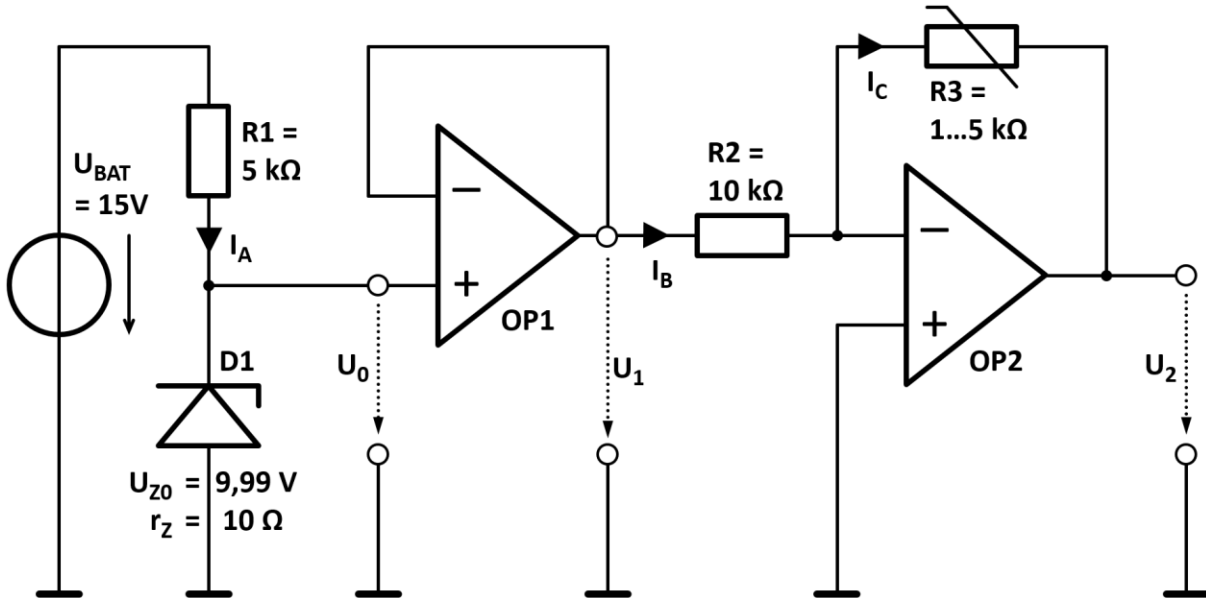 U_BAT
= 15V
R1 =
5 kΩ
I_A
D1
U_Z0 = 9,99 V
r_Z = 10 Ω
U_0
−
+
OP1
U_1
I_B
R2 =
10 kΩ
I_C
R3 =
1...5 kΩ
−
+
OP2
U_2